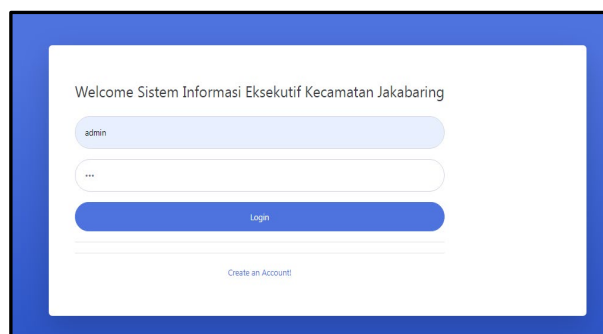 Welcome Sistem Informasi Eksekutif Kecamatan Jakabaring
admin
•••
Login
Create an Account!